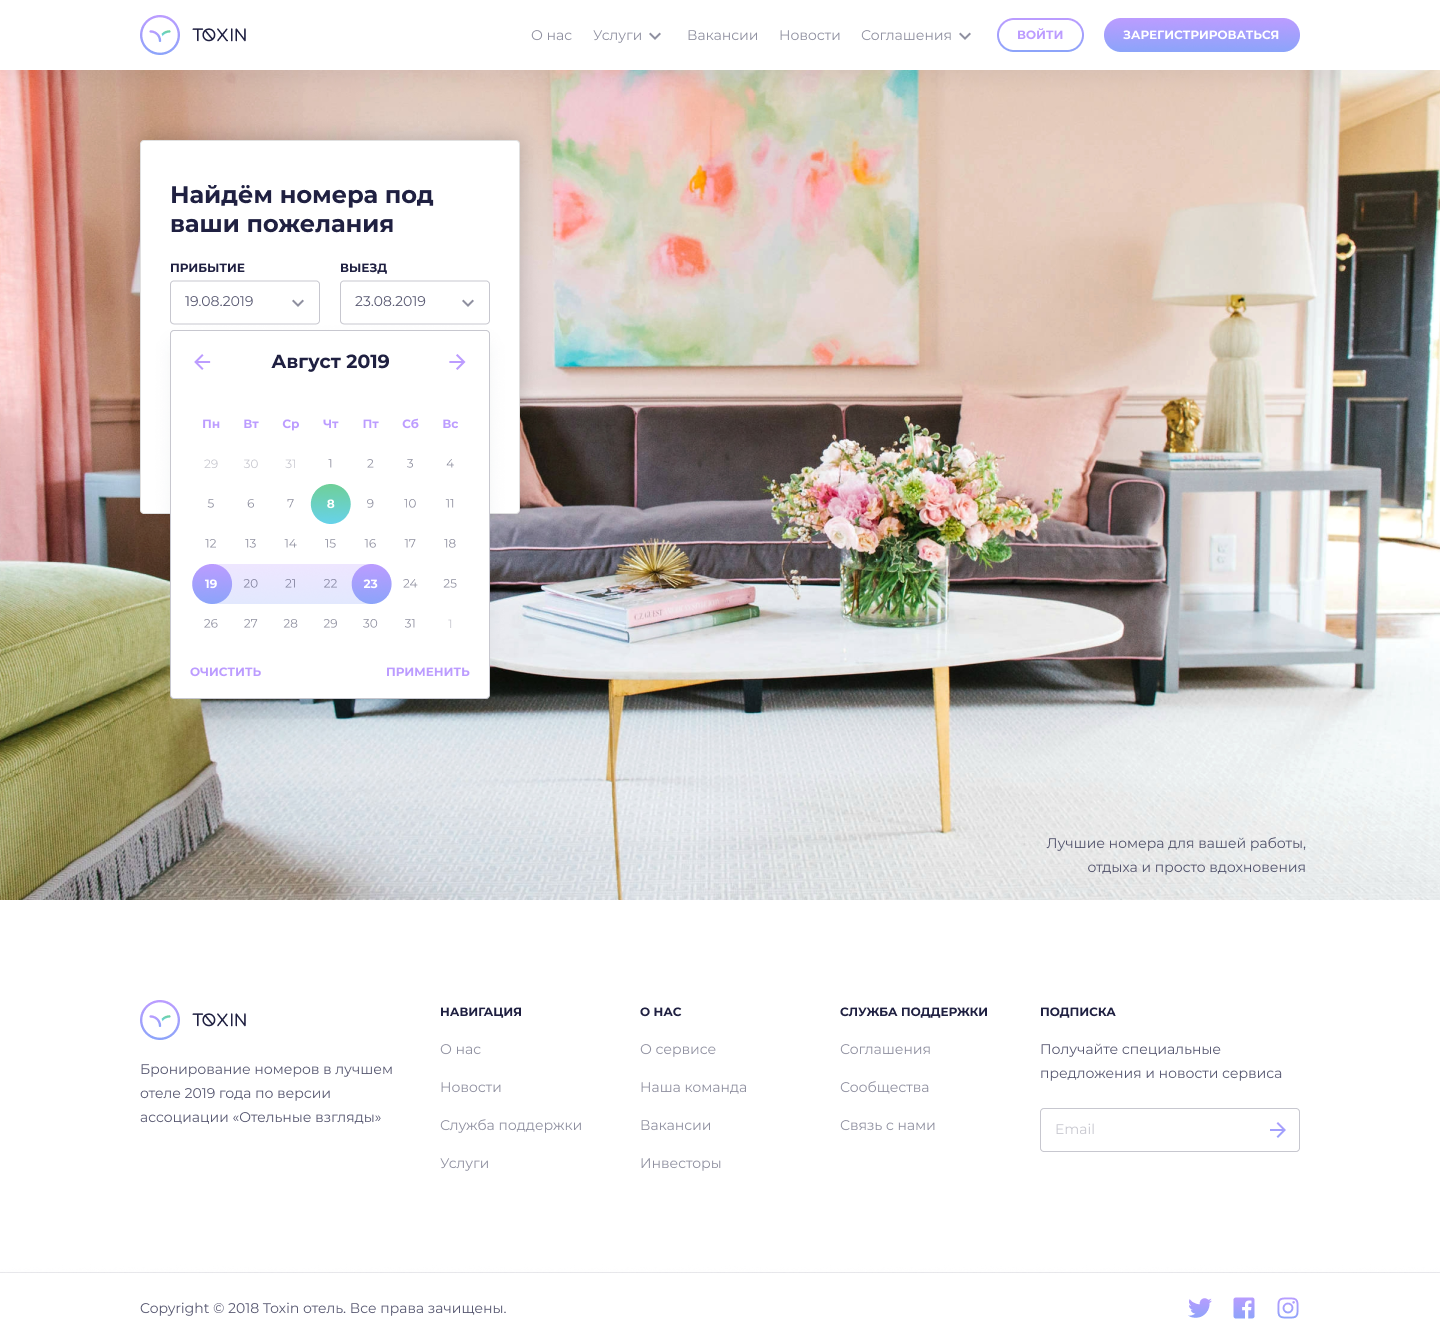 TOXIN
О нас Услуги Вакансии Новости Соглашения ВОЙТИ ЗАРЕГИСТРИРОВАТЬСЯ
Найдём номера под
ваши пожелания
ПРИБЫТИЕ ВЫЕЗД
19.08.2019 23.08.2019
Август 2019
Пн Вт Ср Чт Пт Сб Вс
29 30 31 1 2 3 4
5 6 7 8 9 10 11
12 13 14 15 16 17 18
19 20 21 22 23 24 25
26 27 28 29 30 31 1
ОЧИСТИТЬ ПРИМЕНИТЬ
Лучшие номера для вашей работы,
отдыха и просто вдохновения
TOXIN
Бронирование номеров в лучшем
отеле 2019 года по версии
ассоциации «Отельные взгляды»
НАВИГАЦИЯ
О нас
Новости
Служба поддержки
Услуги
О НАС
О сервисе
Наша команда
Вакансии
Инвесторы
СЛУЖБА ПОДДЕРЖКИ
Соглашения
Сообщества
Связь с нами
ПОДПИСКА
Получайте специальные
предложения и новости сервиса
Email
Copyright © 2018 Toxin отель. Все права зачищены.